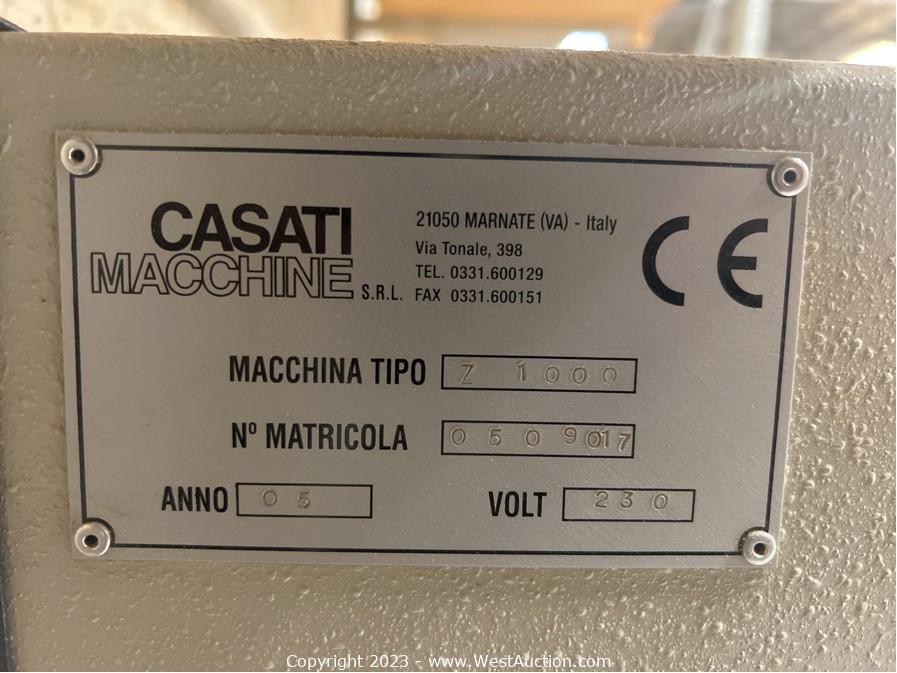 CASATI
MACCHINE S.R.L.
21050 MARNATE (VA) - Italy
Via Tonale, 398
TEL. 0331.600129
FAX 0331.600151
CE
MACCHINA TIPO Z 1000
Nº MATRICOLA 0509017
ANNO 05 VOLT 230
Copyright 2023 - www.WestAuction.com